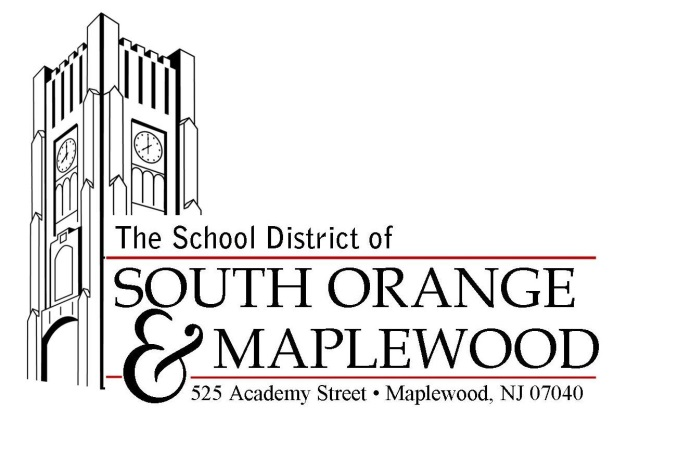 The School District of
SOUTH ORANGE
& MAPLEWOOD
525 Academy Street • Maplewood, NJ 07040